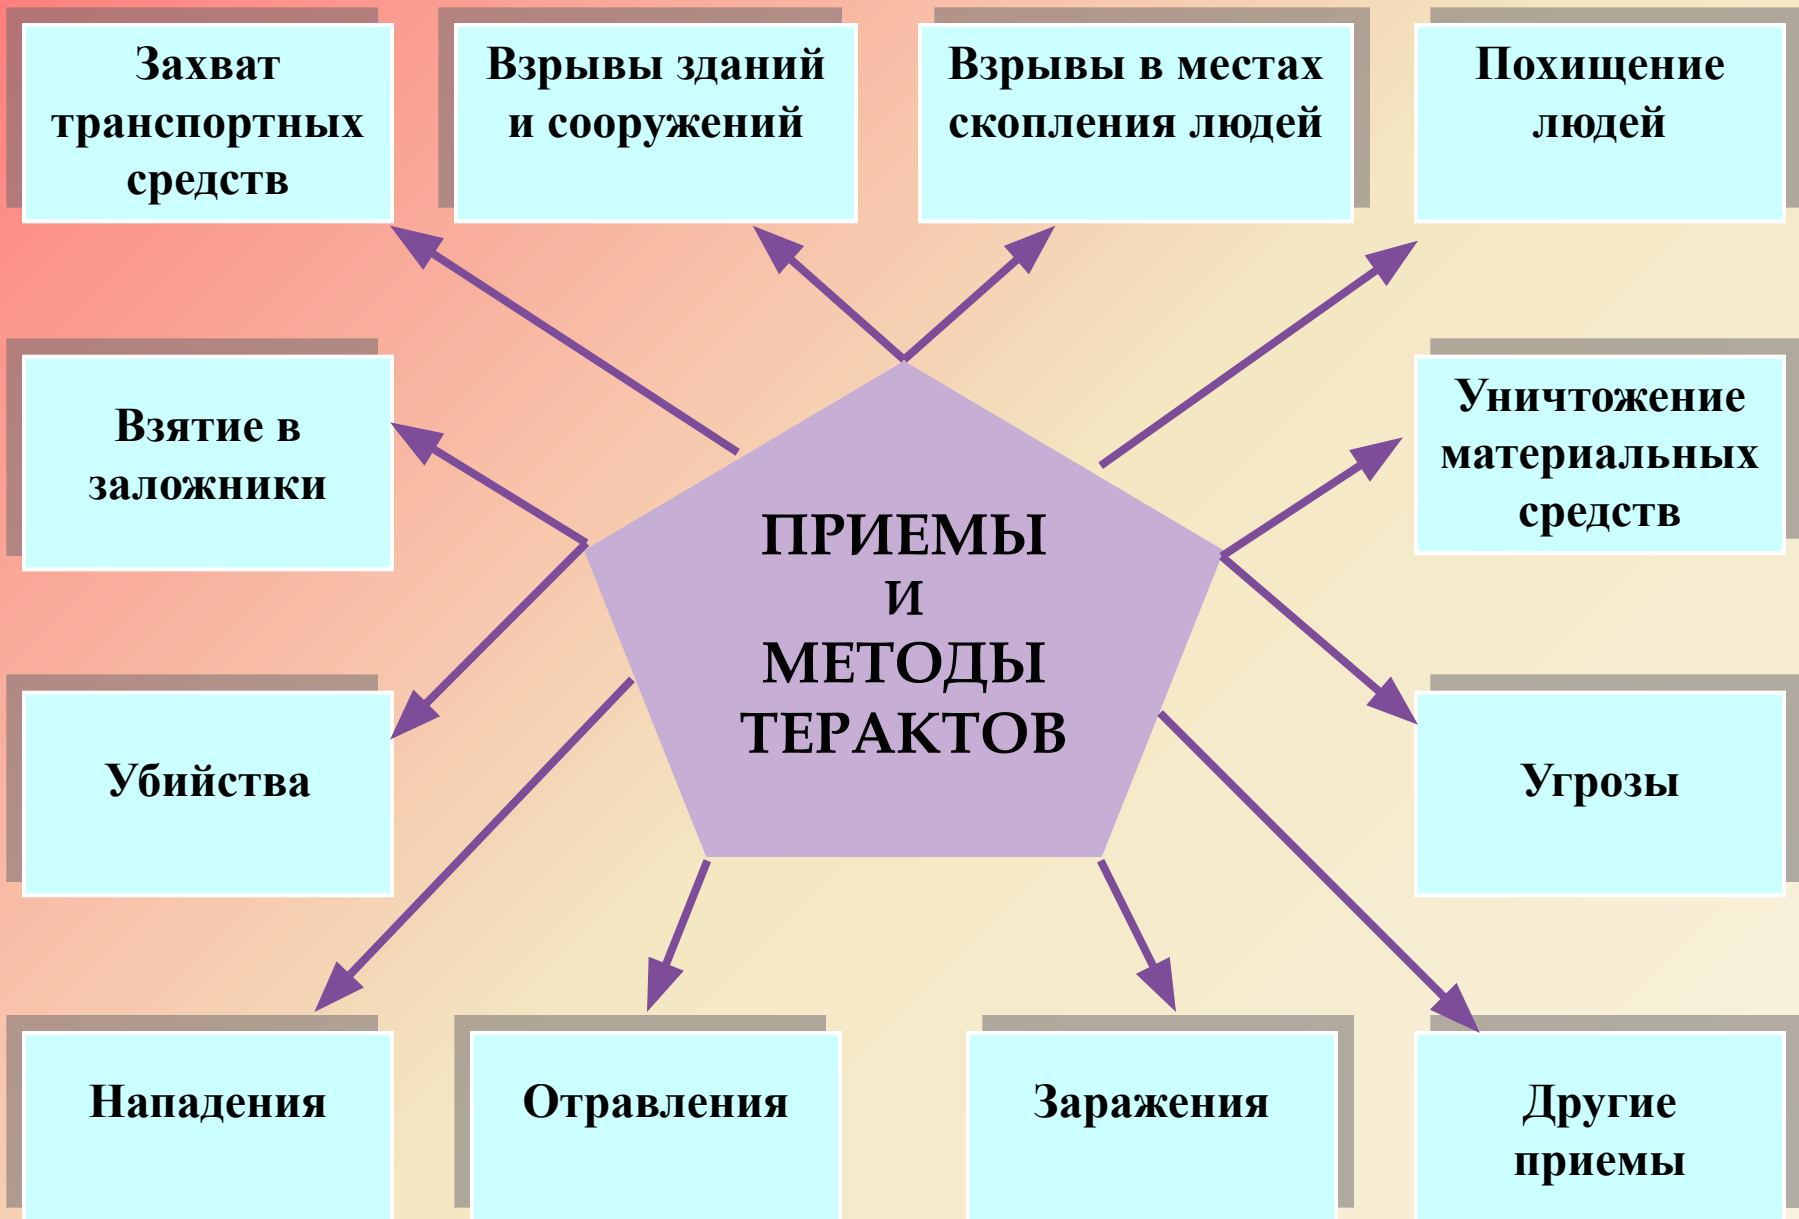 Захват
транспортных
средств
Взрывы зданий
и сооружений
Взрывы в местах
скопления людей
Похищение
людей
Взятие в
заложники
Уничтожение
материальных
средств
ПРИЕМЫ
И
МЕТОДЫ
ТЕРАКТОВ
Убийства
Угрозы
Нападения
Отравления
Заражения
Другие
приемы